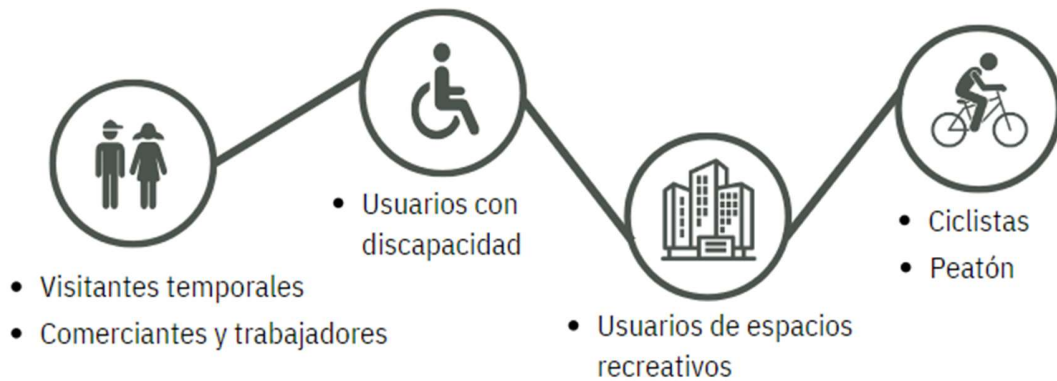 • Visitantes temporales
• Comerciantes y trabajadores
• Usuarios con
discapacidad
• Usuarios de espacios
recreativos
• Ciclistas
• Peatón